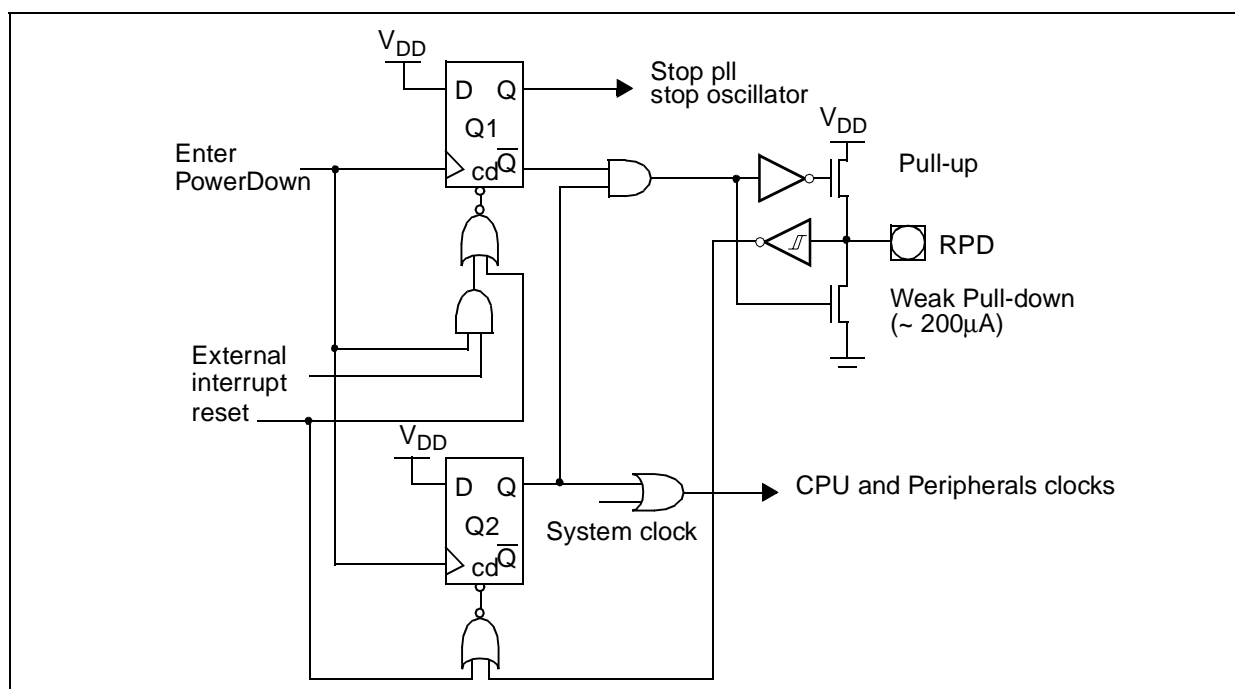 VDD
D Q
Q1
cd Q
Stop pll
stop oscillator
VDD
Pull-up
Enter
PowerDown
RPD
Weak Pull-down
(~ 200μA)
External
interrupt
reset
VDD
D Q
Q2
cd Q
System clock
CPU and Peripherals clocks